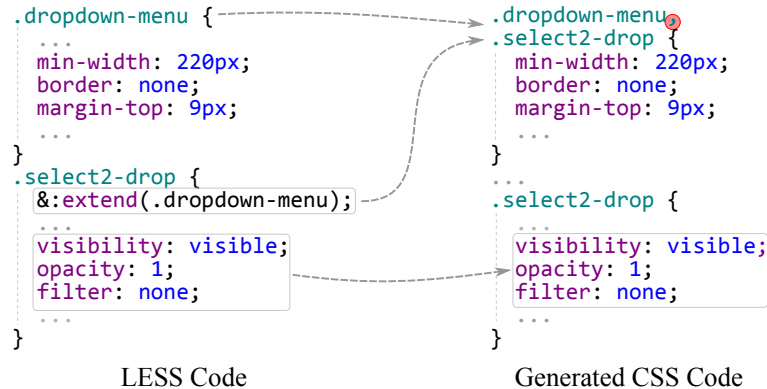 .dropdown-menu {
...
min-width: 220px;
border: none;
margin-top: 9px;
...
}
.select2-drop {
&:extend(.dropdown-menu);
...
visibility: visible;
opacity: 1;
filter: none;
...
}
LESS Code
.dropdown-menu,
.select2-drop {
min-width: 220px;
border: none;
margin-top: 9px;
...
}
...
.select2-drop {
...
visibility: visible;
opacity: 1;
filter: none;
...
}
Generated CSS Code